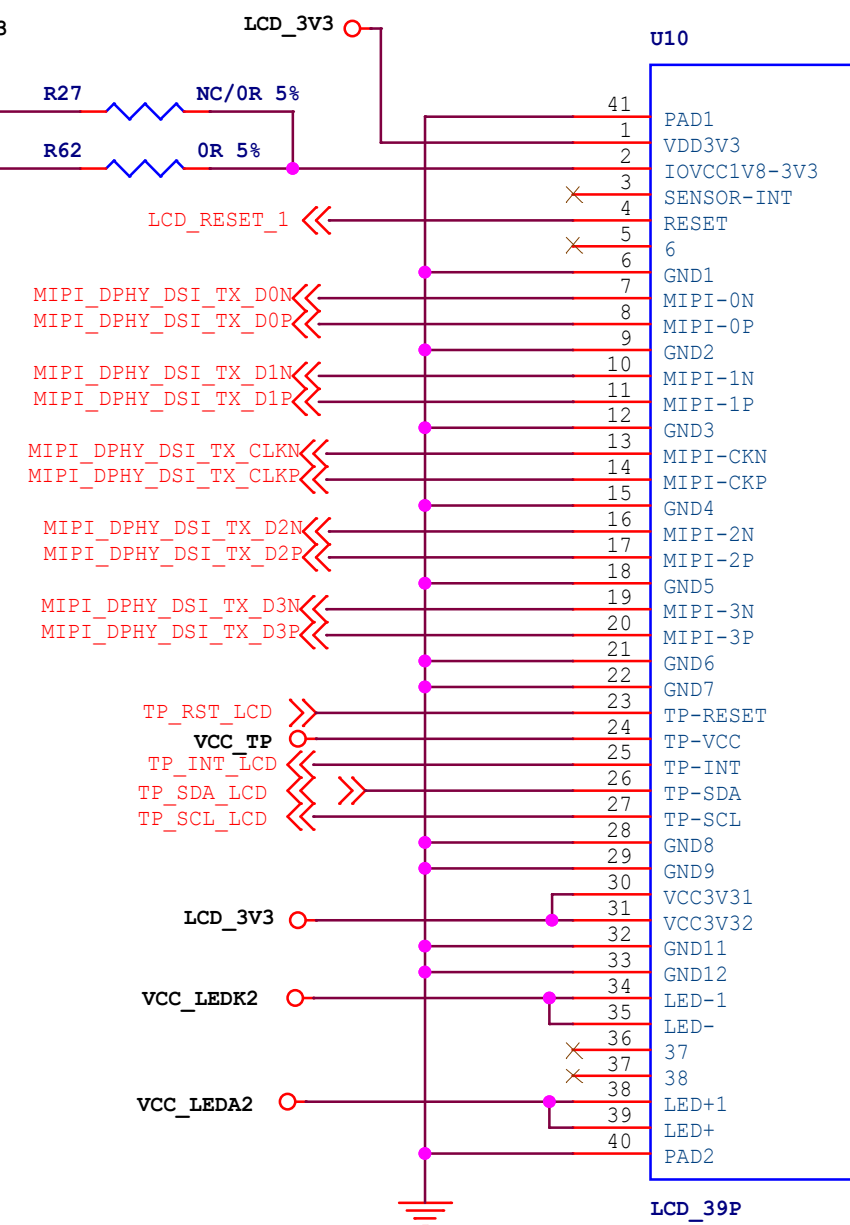 3
LCD_3V3
U10
R27 NC/0R 5%
41 PAD1
1 VDD3V3
R62 0R 5%
2 IOVCC1V8-3V3
3 SENSOR-INT
LCD_RESET_1 4 RESET
5 6
6 GND1
MIPI_DPHY_DSI_TX_D0N 7 MIPI-0N
MIPI_DPHY_DSI_TX_D0P 8 MIPI-0P
9 GND2
MIPI_DPHY_DSI_TX_D1N 10 MIPI-1N
MIPI_DPHY_DSI_TX_D1P 11 MIPI-1P
12 GND3
MIPI_DPHY_DSI_TX_CLKN 13 MIPI-CKN
MIPI_DPHY_DSI_TX_CLKP 14 MIPI-CKP
15 GND4
MIPI_DPHY_DSI_TX_D2N 16 MIPI-2N
MIPI_DPHY_DSI_TX_D2P 17 MIPI-2P
18 GND5
MIPI_DPHY_DSI_TX_D3N 19 MIPI-3N
MIPI_DPHY_DSI_TX_D3P 20 MIPI-3P
21 GND6
22 GND7
TP_RST_LCD 23 TP-RESET
VCC_TP 24 TP-VCC
TP_INT_LCD 25 TP-INT
TP_SDA_LCD 26 TP-SDA
TP_SCL_LCD 27 TP-SCL
28 GND8
29 GND9
30 VCC3V31
LCD_3V3 31 VCC3V32
32 GND11
33 GND12
VCC_LEDK2 34 LED-1
35 LED-
36 37
37 38
VCC_LEDA2 38 LED+1
39 LED+
40 PAD2
LCD_39P